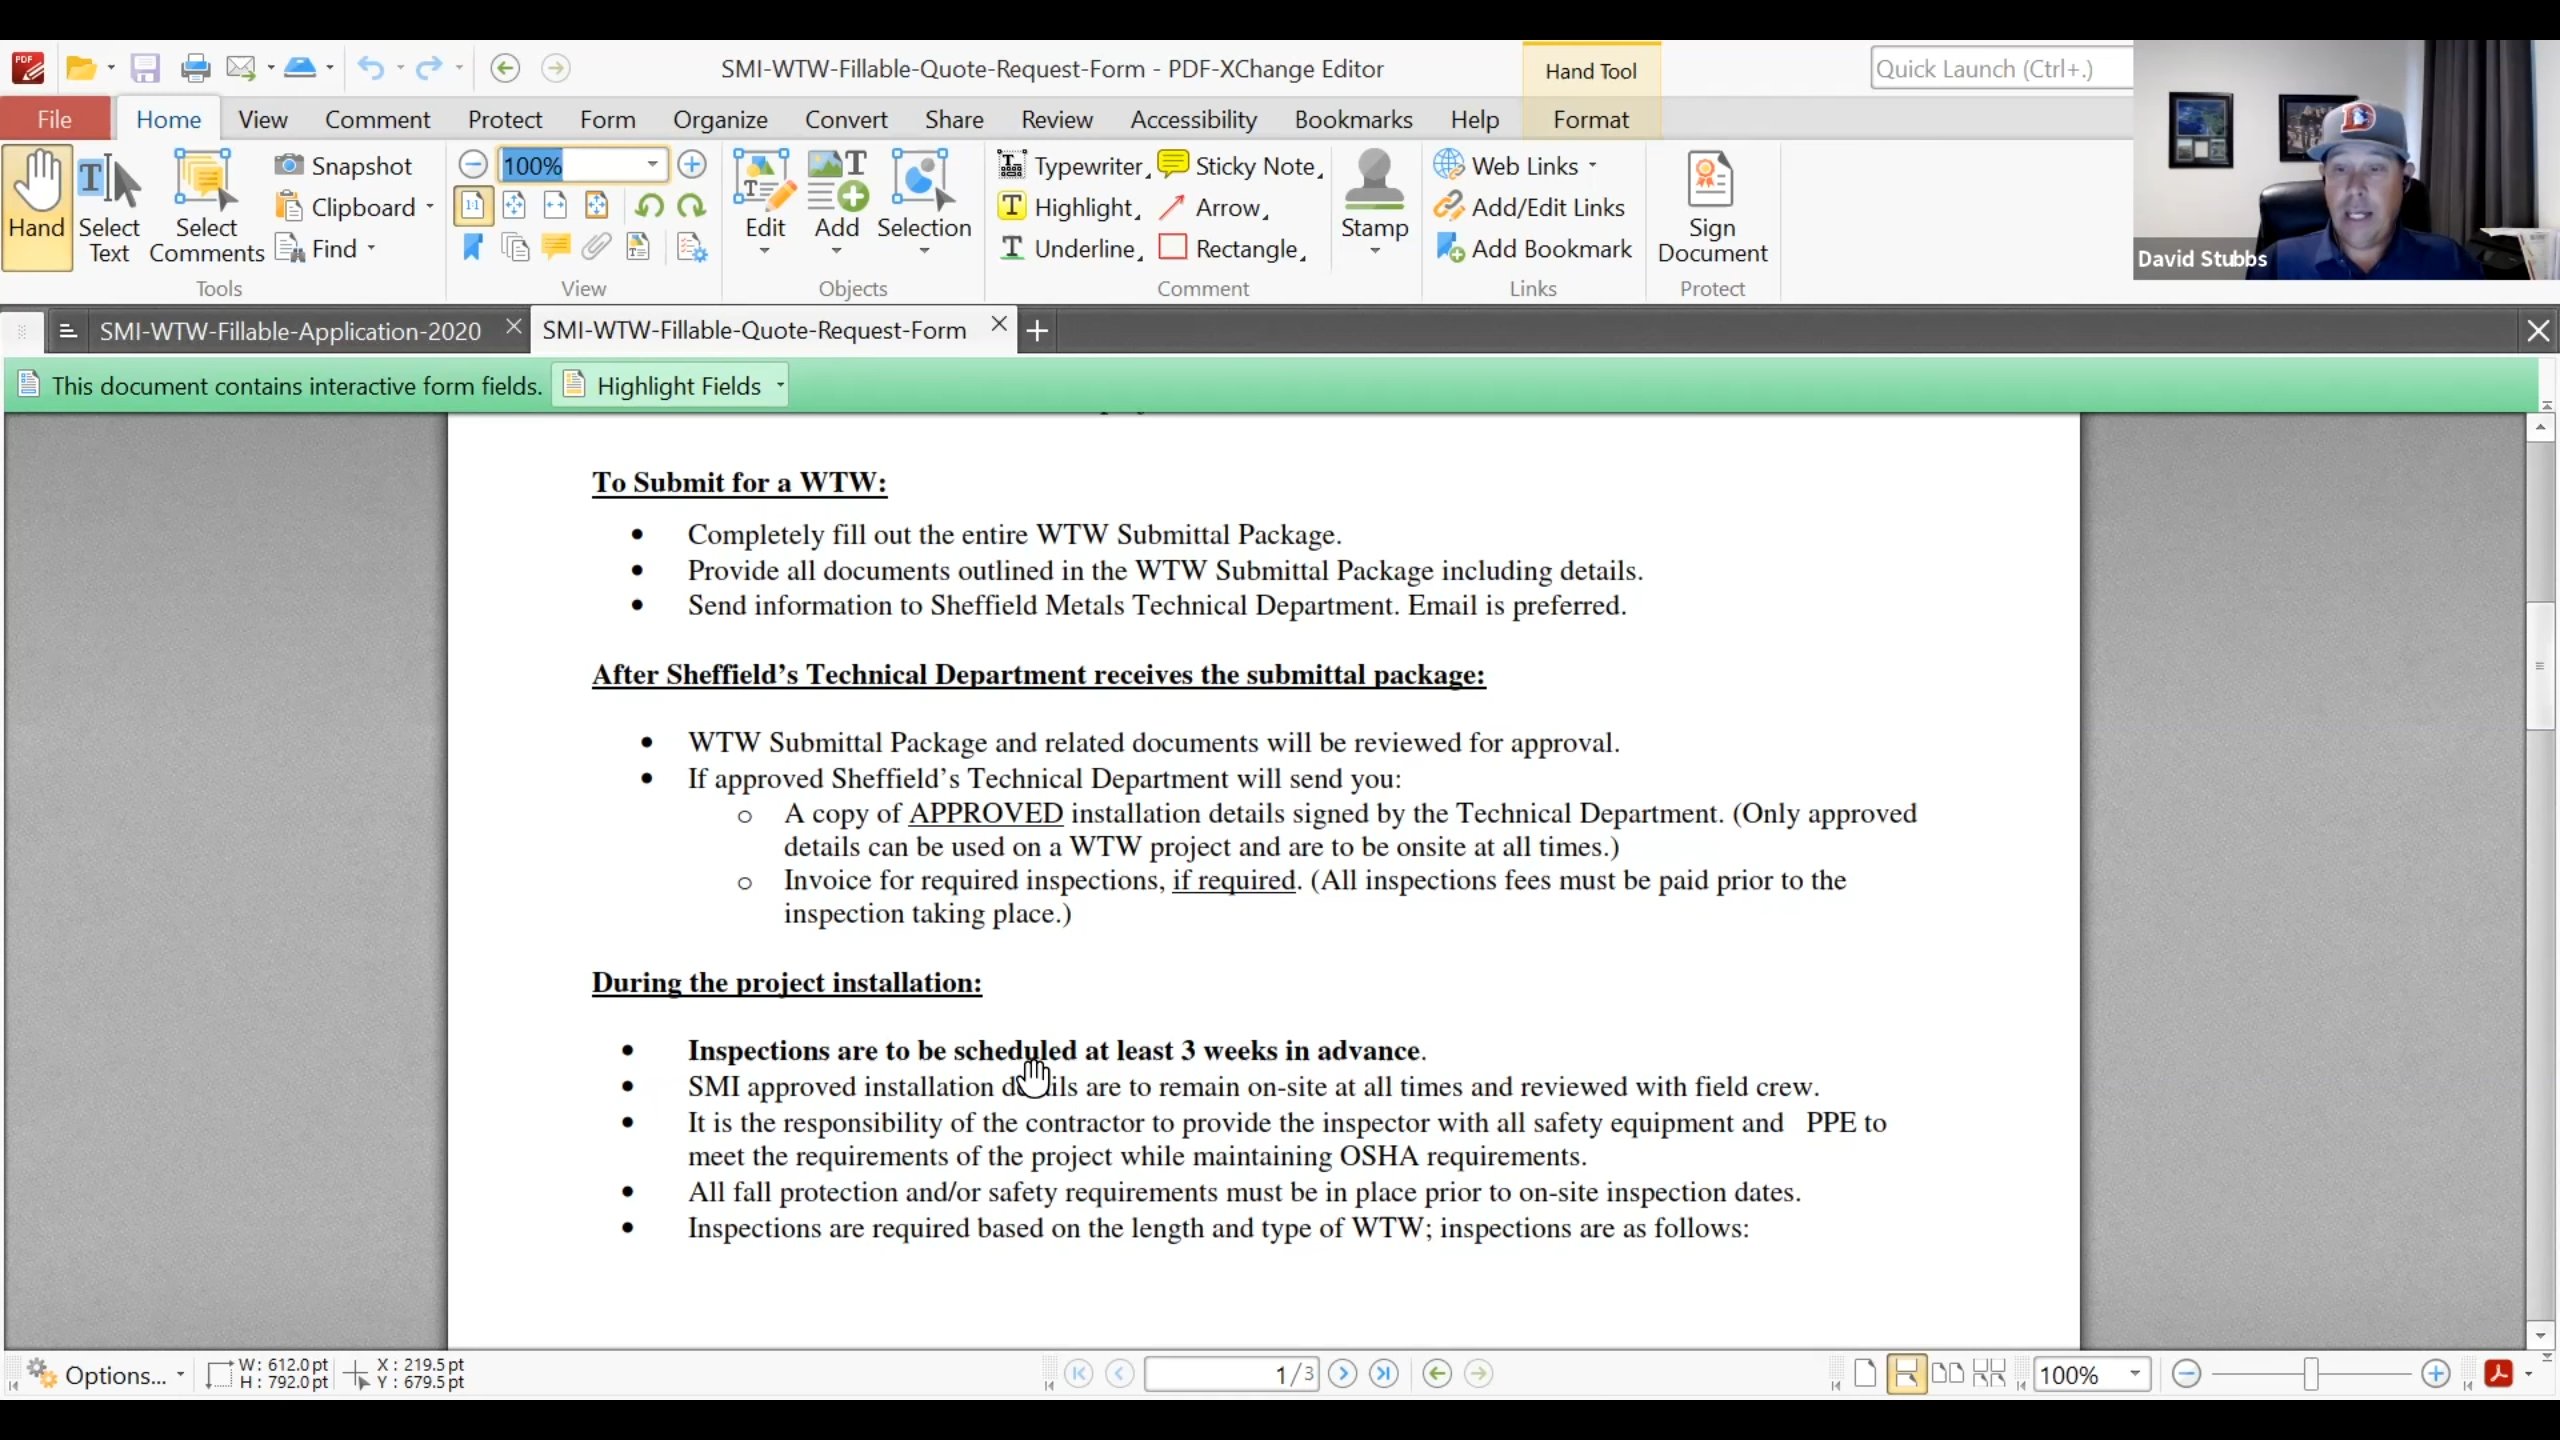 SMI-WTW-Fillable-Quote-Request-Form - PDF-XChange Editor
Hand Tool
Quick Launch (Ctrl+.)
File
Home
View
Comment
Protect
Form
Organize
Convert
Share
Review
Accessibility
Bookmarks
Help
Format
Hand
Select Text
Select Comments
Snapshot
Clipboard
Find
Tools
100%
View
Edit
Add
Selection
Objects
Typewriter
Sticky Note
Highlight
Arrow
Underline
Rectangle
Comment
Stamp
Web Links
Add/Edit Links
Add Bookmark
Links
Sign Document
Protect
David Stubbs
SMI-WTW-Fillable-Application-2020
SMI-WTW-Fillable-Quote-Request-Form
This document contains interactive form fields.
Highlight Fields
To Submit for a WTW:
• Completely fill out the entire WTW Submittal Package.
• Provide all documents outlined in the WTW Submittal Package including details.
• Send information to Sheffield Metals Technical Department. Email is preferred.
After Sheffield's Technical Department receives the submittal package:
• WTW Submittal Package and related documents will be reviewed for approval.
• If approved Sheffield's Technical Department will send you:
o A copy of APPROVED installation details signed by the Technical Department. (Only approved
details can be used on a WTW project and are to be onsite at all times.)
o Invoice for required inspections, if required. (All inspections fees must be paid prior to the
inspection taking place.)
During the project installation:
• Inspections are to be scheduled at least 3 weeks in advance.
• SMI approved installation details are to remain on-site at all times and reviewed with field crew.
• It is the responsibility of the contractor to provide the inspector with all safety equipment and PPE to
meet the requirements of the project while maintaining OSHA requirements.
• All fall protection and/or safety requirements must be in place prior to on-site inspection dates.
• Inspections are required based on the length and type of WTW; inspections are as follows:
Options...
W: 612.0 pt
H: 792.0 pt
X: 219.5 pt
Y: 679.5 pt
1 / 3
100%